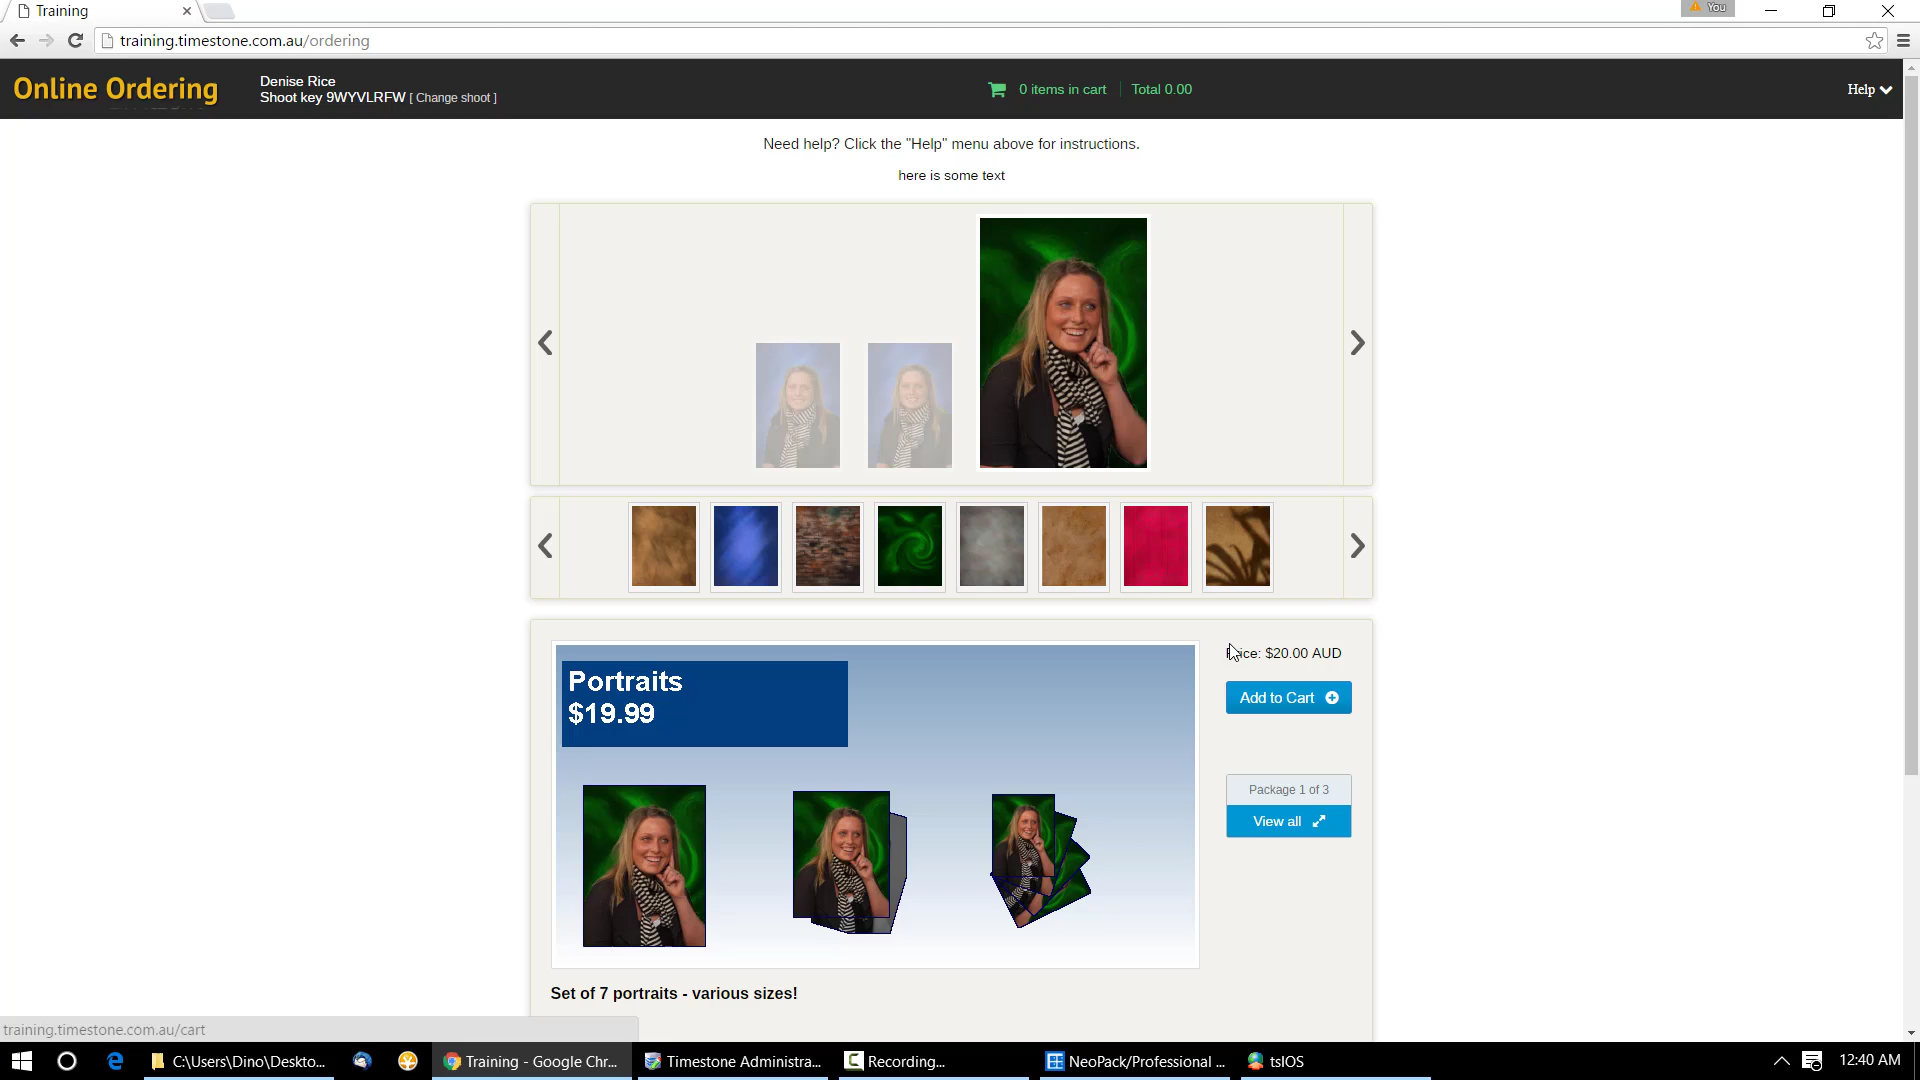 Training
You
training.timestone.com.au/ordering
Online Ordering
Denise Rice
Shoot key 9WYVLRFW [ Change shoot ]
0 items in cart
Total 0.00
Help
Need help? Click the "Help" menu above for instructions.
here is some text
Portraits
$19.99
Price: $20.00 AUD
Add to Cart
Package 1 of 3
View all
Set of 7 portraits - various sizes!
training.timestone.com.au/cart
C:\Users\Dino\Deskto...
Training - Google Chr...
Timestone Administra...
Recording...
NeoPack/Professional ...
tsIOS
12:40 AM